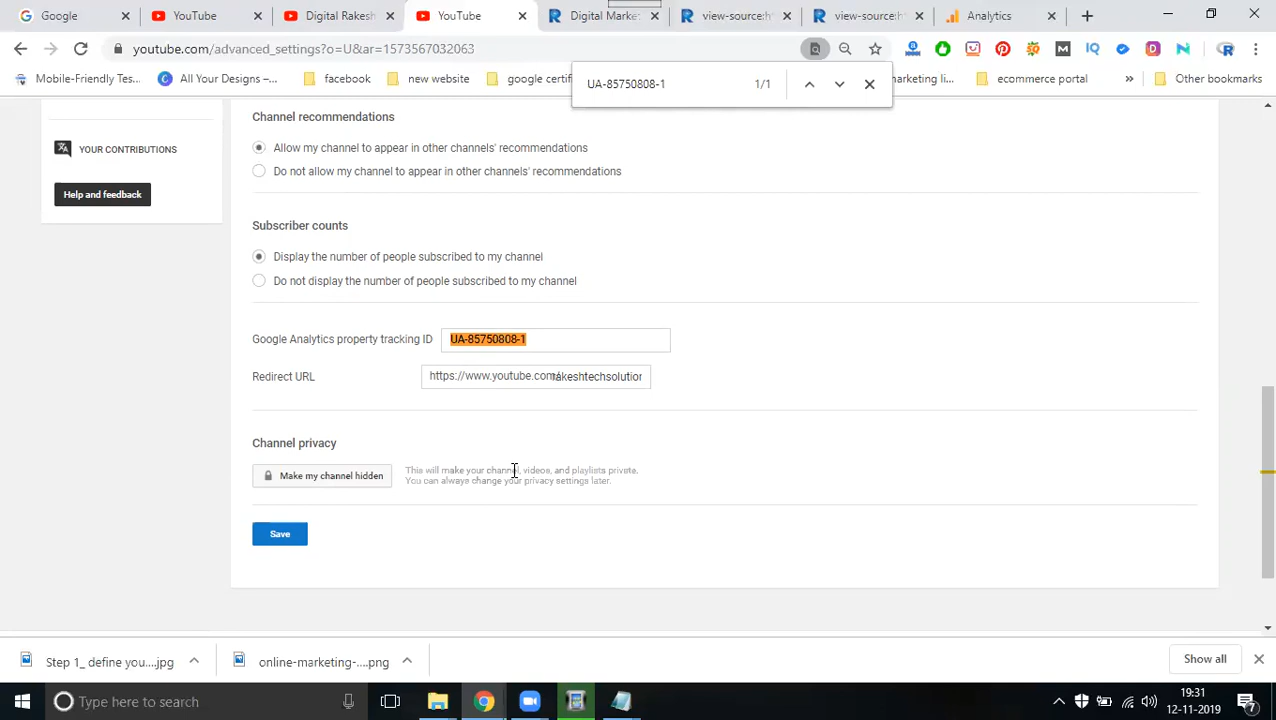 Google
YouTube
Digital Rakesh
YouTube
Digital Marke
view-source:h
view-source:h
Analytics
youtube.com/advanced_settings?o=U&ar=1573567032063
Mobile-Friendly Tes...
All Your Designs –...
facebook
new website
google certifi
marketing li...
ecommerce portal
»
Other bookmarks
UA-85750808-1
1/1
Channel recommendations
Allow my channel to appear in other channels' recommendations
YOUR CONTRIBUTIONS
Do not allow my channel to appear in other channels' recommendations
Help and feedback
Subscriber counts
Display the number of people subscribed to my channel
Do not display the number of people subscribed to my channel
Google Analytics property tracking ID
UA-85750808-1
Redirect URL
https://www.youtube.com/
rakeshtechsolution
Channel privacy
Make my channel hidden
This will make your channel, videos, and playlists private.
You can always change your privacy settings later.
Save
Step 1_ define you....jpg
online-marketing-....png
Show all
Type here to search
19:31
12-11-2019
7